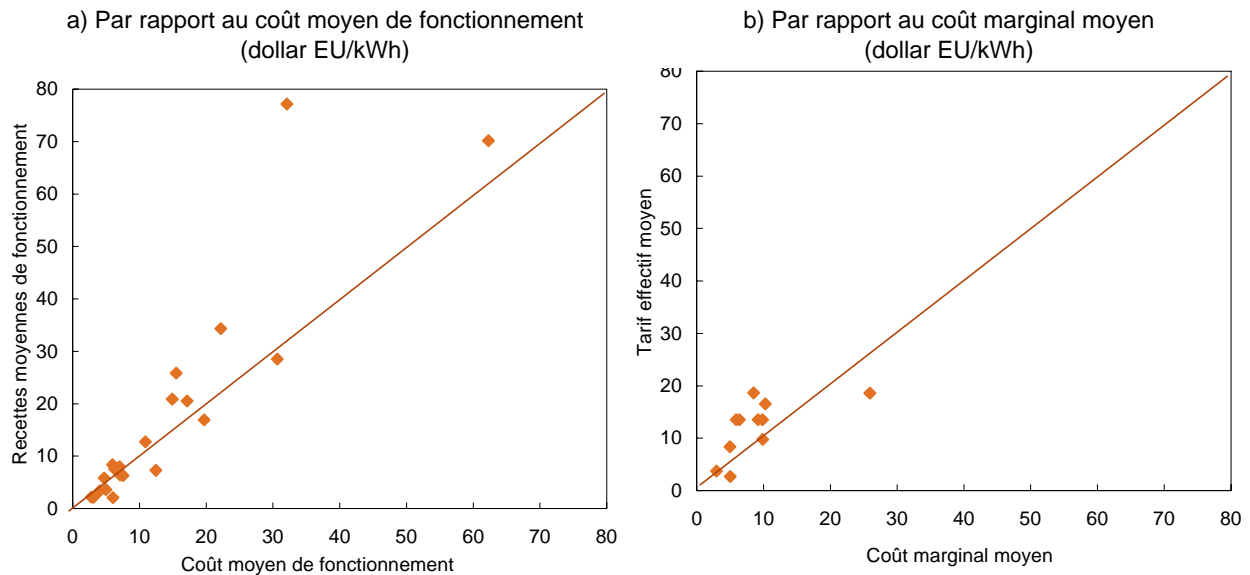 a) Par rapport au coût moyen de fonctionnement
(dollar EU/kWh)
80
70
60
50
40
30
20
10
0
Recettes moyennes de fonctionnement
0 10 20 30 40 50 60 70 80
Coût moyen de fonctionnement
b) Par rapport au coût marginal moyen
(dollar EU/kWh)
80
70
60
50
40
30
20
10
0
Tarif effectif moyen
0 10 20 30 40 50 60 70 80
Coût marginal moyen